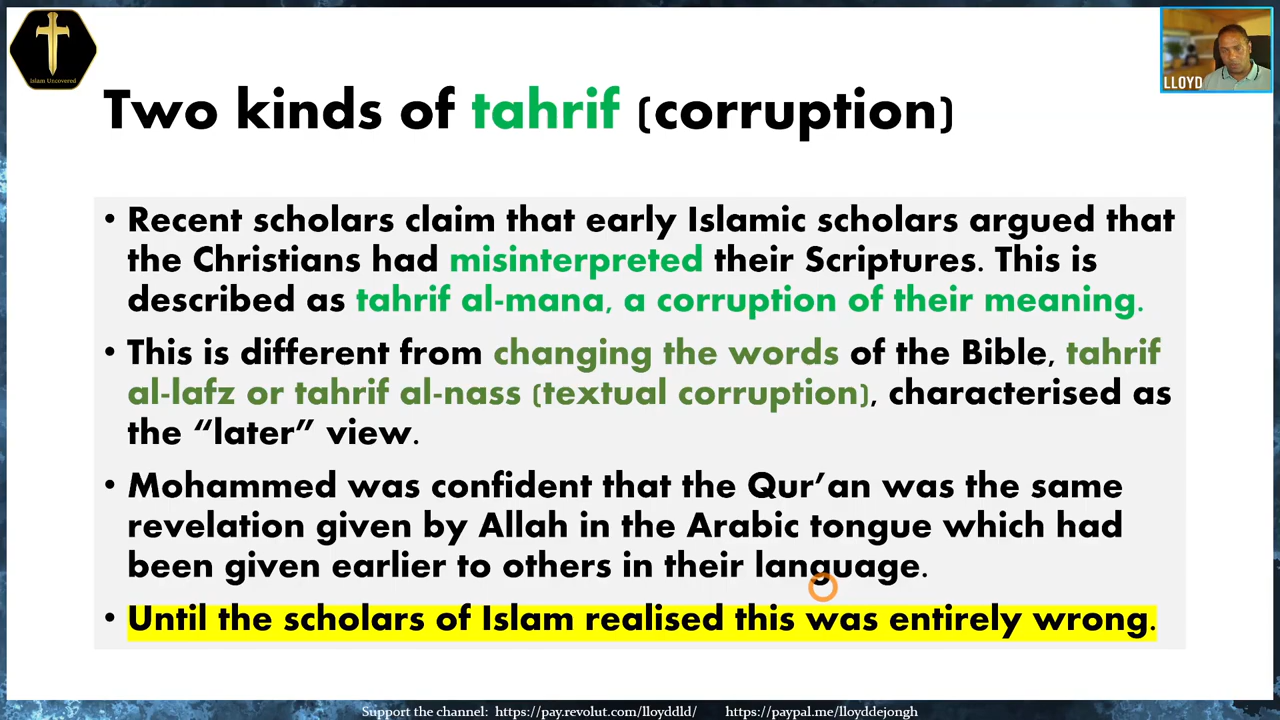 Islam Uncovered
LLOYD
Two kinds of tahrif (corruption)
• Recent scholars claim that early Islamic scholars argued that
the Christians had misinterpreted their Scriptures. This is
described as tahrif al-mana, a corruption of their meaning.
• This is different from changing the words of the Bible, tahrif
al-lafz or tahrif al-nass (textual corruption), characterised as
the “later” view.
• Mohammed was confident that the Qur’an was the same
revelation given by Allah in the Arabic tongue which had
been given earlier to others in their language.
• Until the scholars of Islam realised this was entirely wrong.
Support the channel: https://pay.revolut.com/lloyddld/ https://paypal.me/lloyddejongh